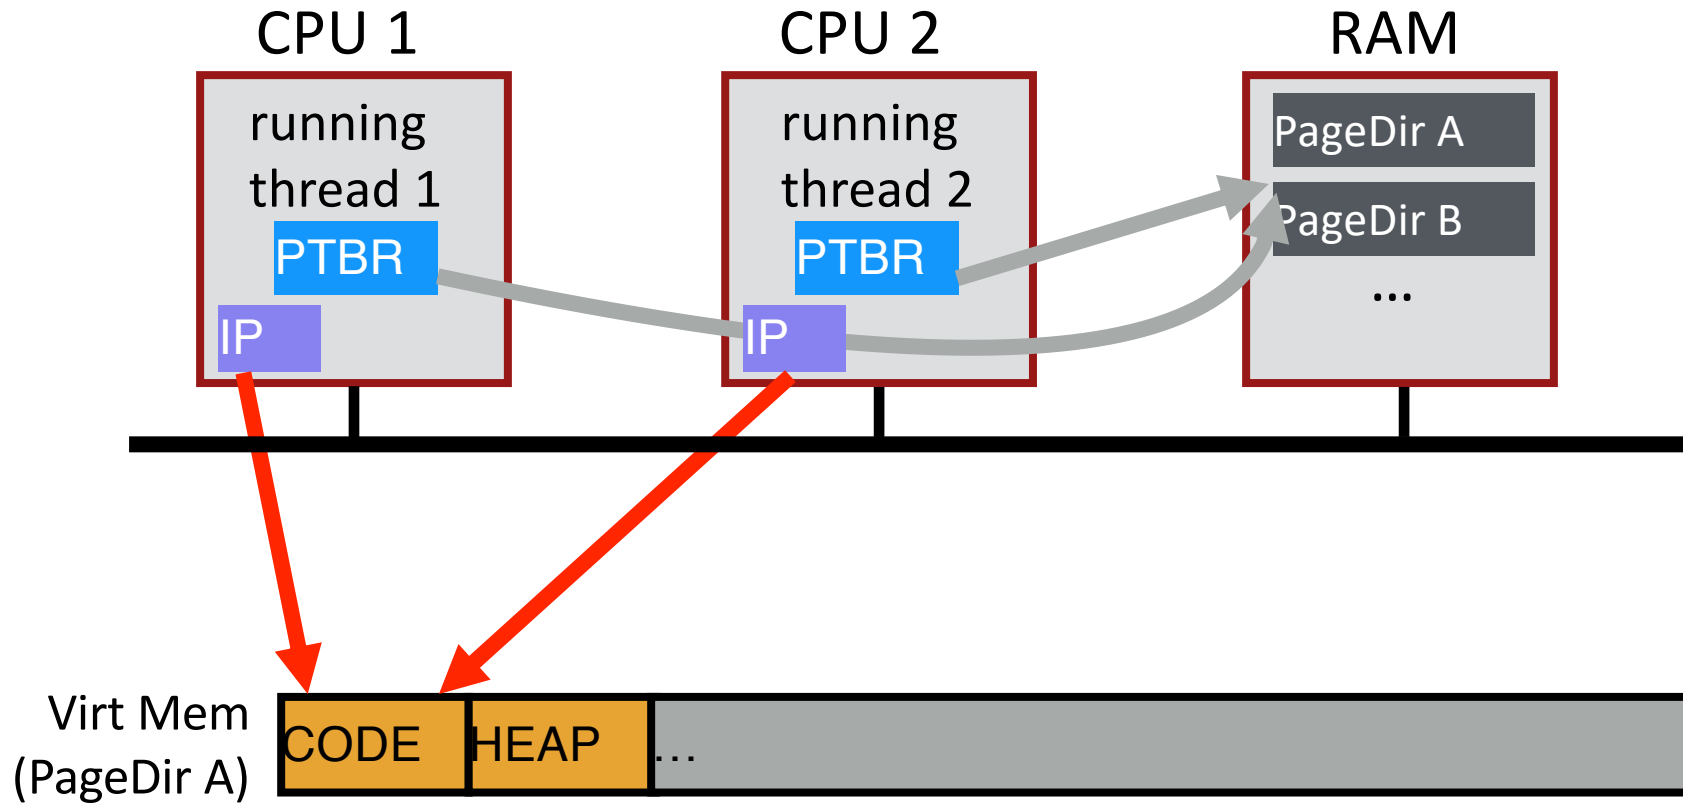 CPU 1
CPU 2
RAM
running
thread 1
PTBR
IP
running
thread 2
PTBR
IP
PageDir A
PageDir B
...
Virt Mem
(PageDir A)
CODE
HEAP
...